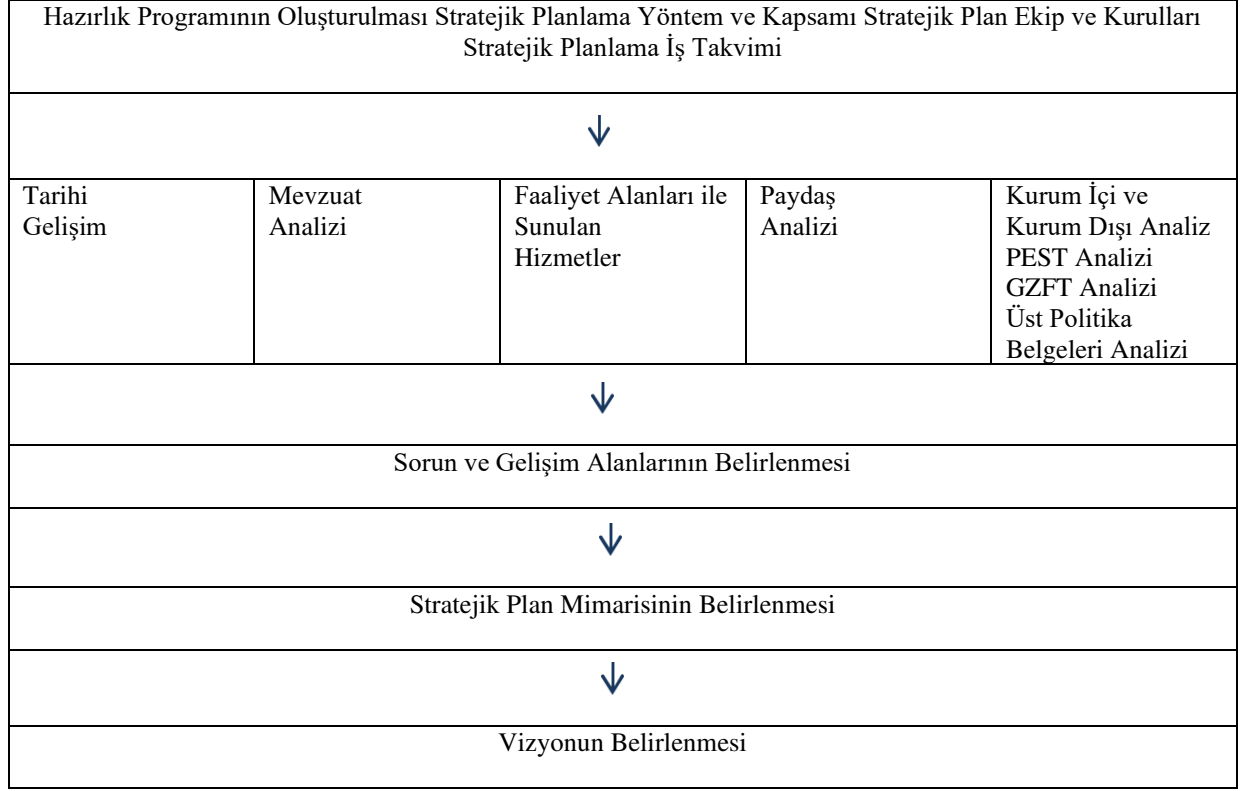 Hazırlık Programının Oluşturulması Stratejik Planlama Yöntem ve Kapsamı Stratejik Plan Ekip ve Kurulları
Stratejik Planlama İş Takvimi
Tarihi
Gelişim
Mevzuat
Analizi
Faaliyet Alanları ile
Sunulan
Hizmetler
Paydaş
Analizi
Kurum İçi ve
Kurum Dışı Analiz
PEST Analizi
GZFT Analizi
Üst Politika
Belgeleri Analizi
Sorun ve Gelişim Alanlarının Belirlenmesi
Stratejik Plan Mimarisinin Belirlenmesi
Vizyonun Belirlenmesi